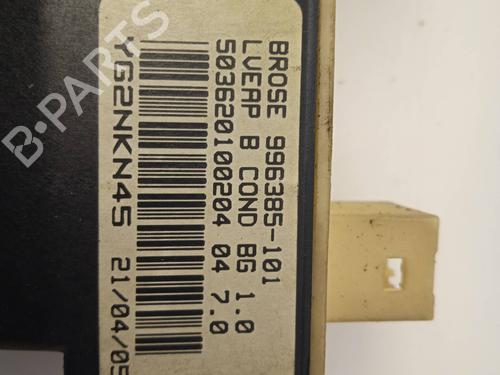 BROSE 996385-101
LVEAP B COND BG 1.0
503620100204 04 7.0
YG2NKN45 21/04/05
B-PARTS